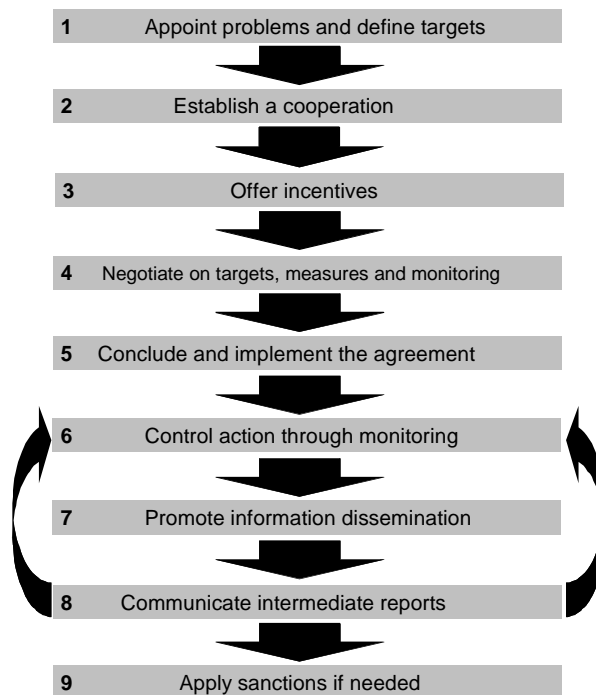 1 Appoint problems and define targets
2 Establish a cooperation
3 Offer incentives
4 Negotiate on targets, measures and monitoring
5 Conclude and implement the agreement
6 Control action through monitoring
7 Promote information dissemination
8 Communicate intermediate reports
9 Apply sanctions if needed